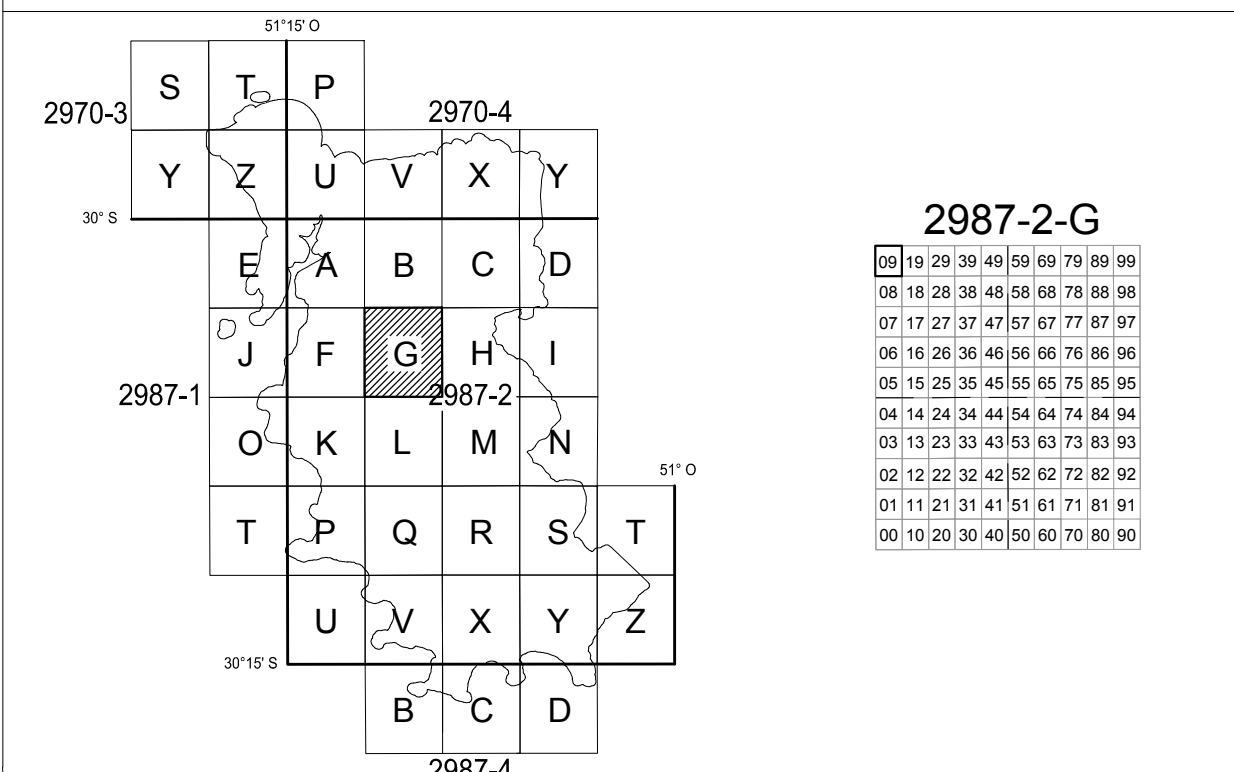 51°15' O
S T P
2970-3 2970-4
Y Z U V X Y
30° S
E A B C D
J F G H I
2987-1 2987-2
O K L M N
51° O
T P Q R S T
U V X Y Z
30°15' S
B C D
2987-4
2987-2-G
09 19 29 39 49 59 69 79 89 99
08 18 28 38 48 58 68 78 88 98
07 17 27 37 47 57 67 77 87 97
06 16 26 36 46 56 66 76 86 96
05 15 25 35 45 55 65 75 85 95
04 14 24 34 44 54 64 74 84 94
03 13 23 33 43 53 63 73 83 93
02 12 22 32 42 52 62 72 82 92
01 11 21 31 41 51 61 71 81 91
00 10 20 30 40 50 60 70 80 90